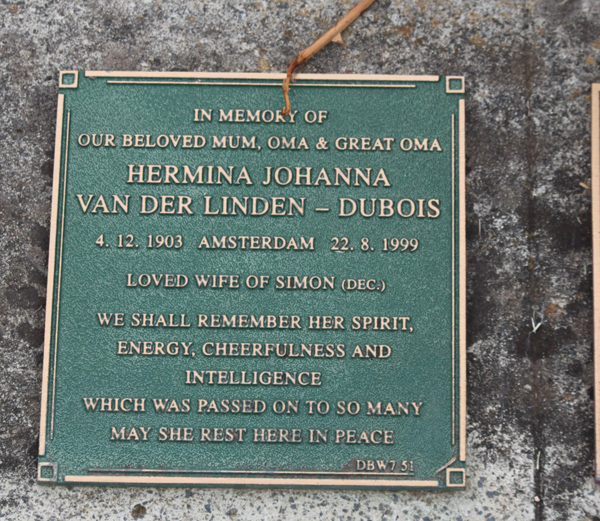 IN MEMORY OF
OUR BELOVED MUM, OMA & GREAT OMA
HERMINA JOHANNA
VAN DER LINDEN – DUBOIS
4. 12. 1903 AMSTERDAM 22. 8. 1999
LOVED WIFE OF SIMON (DEC.)
WE SHALL REMEMBER HER SPIRIT,
ENERGY, CHEERFULNESS AND
INTELLIGENCE
WHICH WAS PASSED ON TO SO MANY
MAY SHE REST HERE IN PEACE
DBW7 51